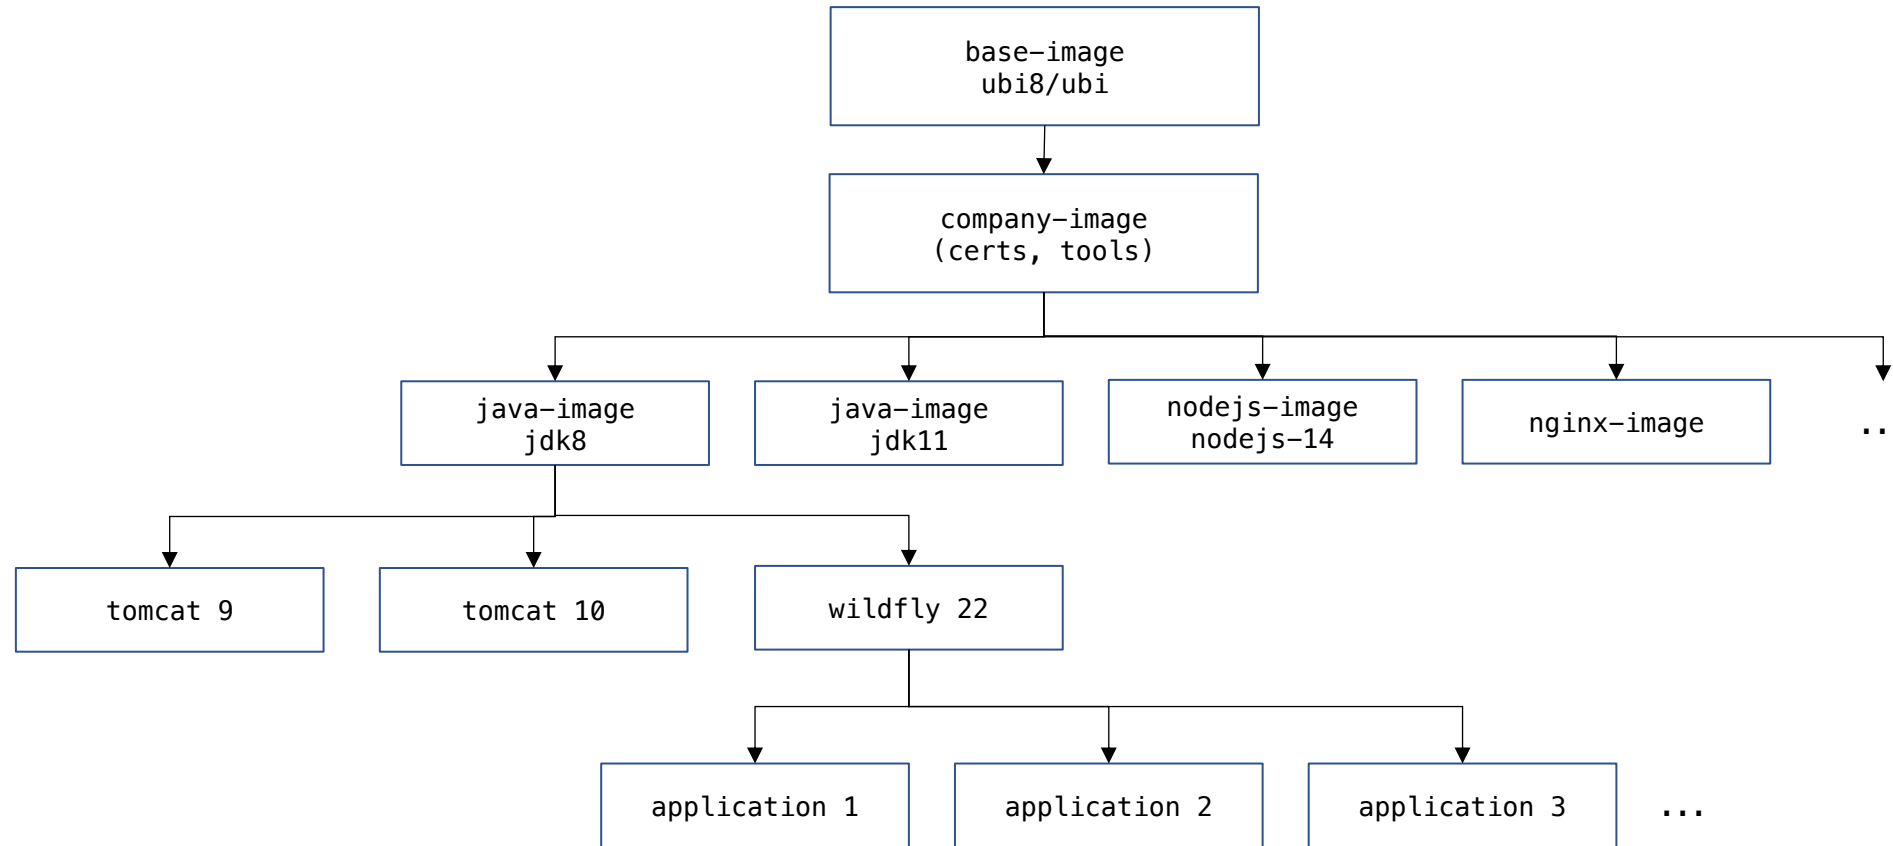 base-image
ubi8/ubi
company-image
(certs, tools)
java-image
jdk8
java-image
jdk11
nodejs-image
nodejs-14
nginx-image
..
tomcat 9
tomcat 10
wildfly 22
application 1
application 2
application 3
...